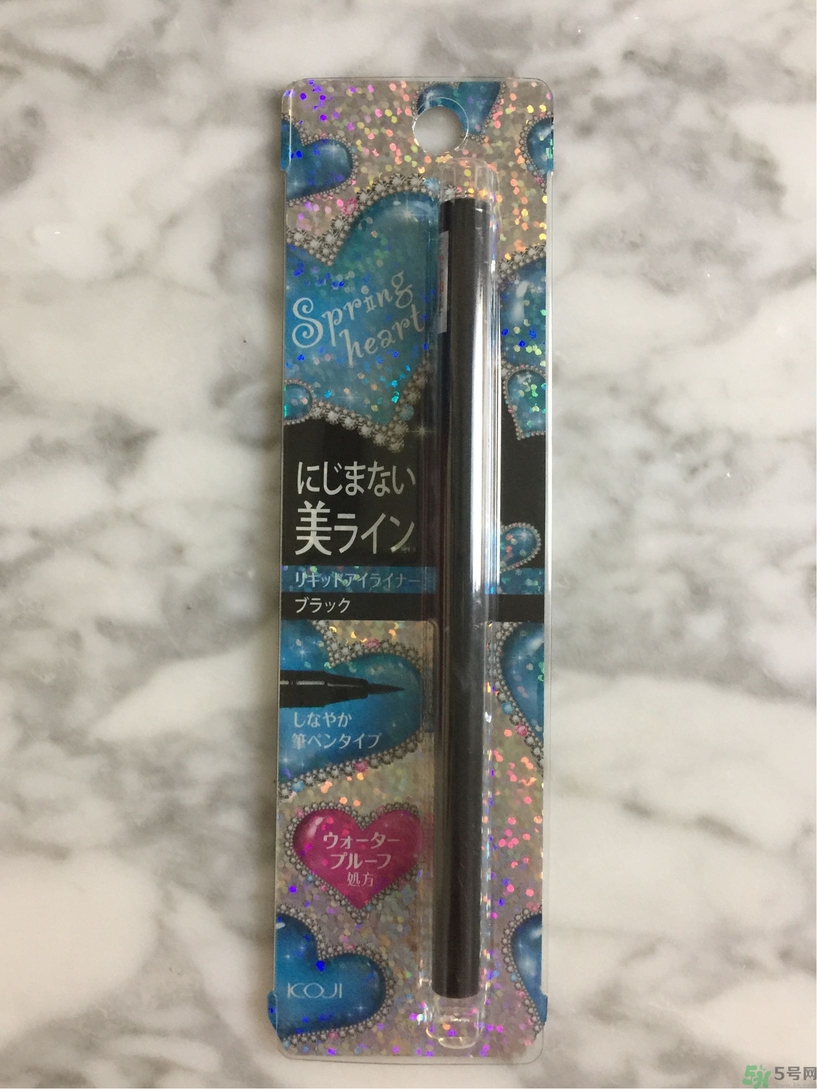 Spring
heart
にじまない
美ライン
リキッドアイライナー
ブラック
しなやか
筆ペンタイプ
ウォーター
プルーフ
処方
KOJI
5号网